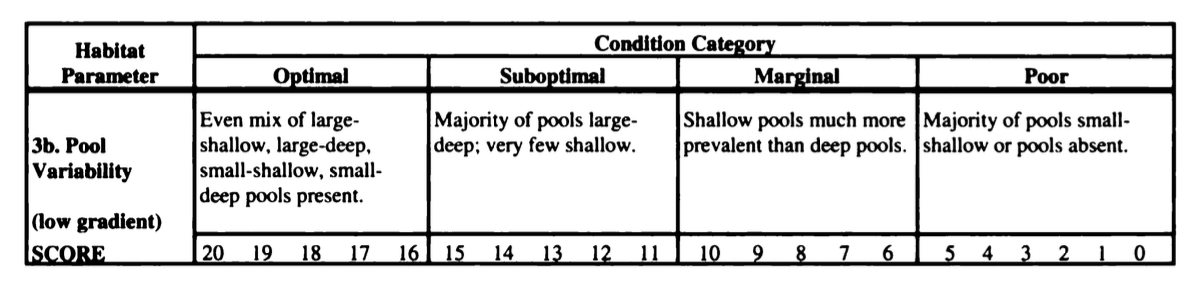 Habitat
Parameter
Condition Category
Optimal
Suboptimal
Marginal
Poor
3b. Pool
Variability
(low gradient)
Even mix of large-
shallow, large-deep,
small-shallow, small-
deep pools present.
Majority of pools large-
deep; very few shallow.
Shallow pools much more
prevalent than deep pools.
Majority of pools small-
shallow or pools absent.
SCORE
20 19 18 17 16
15 14 13 12 11
10 9 8 7 6
5 4 3 2 1 0